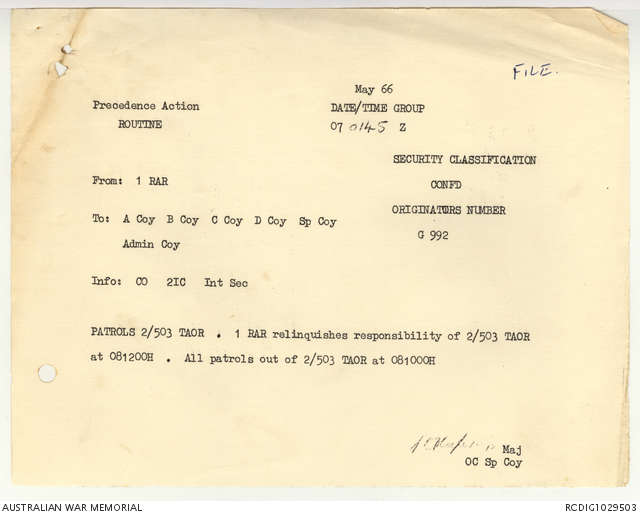 FILE.
May 66
Precedence Action
DATE/TIME GROUP
ROUTINE
07 0145 Z
SECURITY CLASSIFICATION
CONFD
From: 1 RAR
ORIGINATORS NUMBER
To: A Coy B Coy C Coy D Coy Sp Coy
G 992
Admin Coy
Info: CO 2IC Int Sec
PATROLS 2/503 TAOR . 1 RAR relinquishes responsibility of 2/503 TAOR
at 081200H . All patrols out of 2/503 TAOR at 081000H
Maj
OC Sp Coy
AUSTRALIAN WAR MEMORIAL
RCDIG1029503